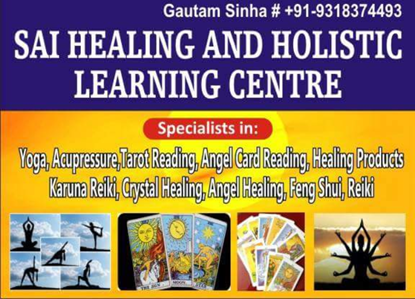 Gautam Sinha # +91-9318374493
SAI HEALING AND HOLISTIC
LEARNING CENTRE
Specialists in:
Yoga, Acupressure,Tarot Reading, Angel Card Reading, Healing Products
Karuna Reiki, Crystal Healing, Angel Healing, Feng Shui, Reiki